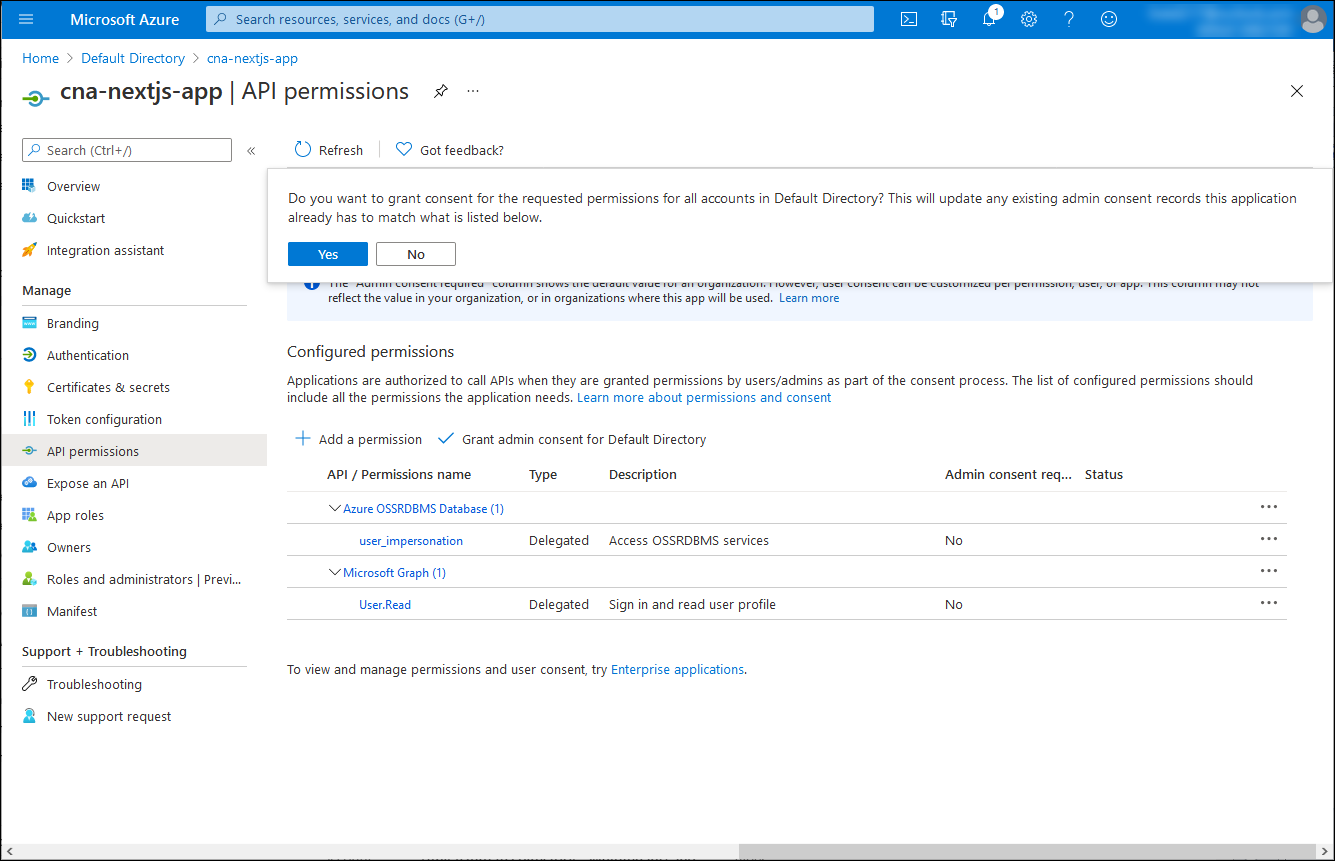 Microsoft Azure
Search resources, services, and docs (G+/)
1
Home > Default Directory > cna-nextjs-app
cna-nextjs-app | API permissions
Search (Ctrl+/)
«
Refresh
Got feedback?
Do you want to grant consent for the requested permissions for all accounts in Default Directory? This will update any existing admin consent records this application
already has to match what is listed below.
Yes
No
The "Admin consent required" column shows the default value for an organization. However, user consent can be customized per permission, user, or app. This column may not
reflect the value in your organization, or in organizations where this app will be used. Learn more
Overview
Quickstart
Integration assistant
Manage
Branding
Authentication
Certificates & secrets
Token configuration
API permissions
Expose an API
App roles
Owners
Roles and administrators | Previ...
Manifest
Support + Troubleshooting
Troubleshooting
New support request
Configured permissions
Applications are authorized to call APIs when they are granted permissions by users/admins as part of the consent process. The list of configured permissions should
include all the permissions the application needs. Learn more about permissions and consent
Add a permission
Grant admin consent for Default Directory
API / Permissions name Type Description Admin consent req... Status
Azure OSSRDBMS Database (1)
user_impersonation Delegated Access OSSRDBMS services No
Microsoft Graph (1)
User.Read Delegated Sign in and read user profile No
To view and manage permissions and user consent, try Enterprise applications.